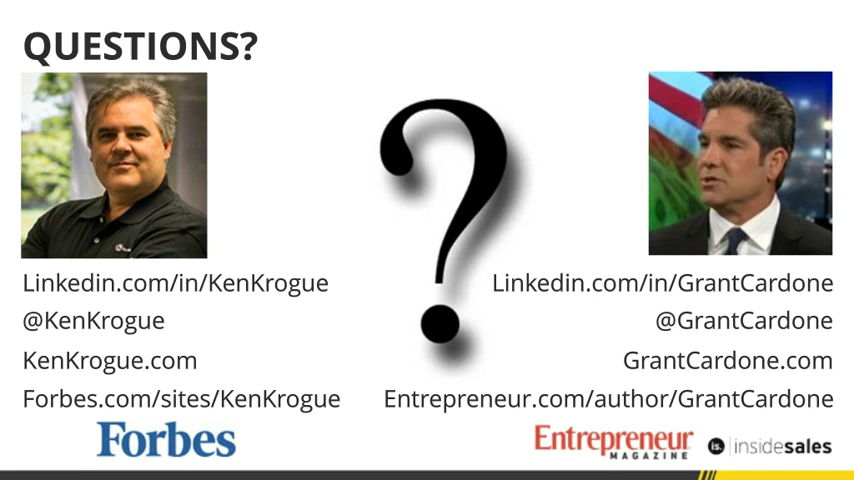 QUESTIONS?
?
Linkedin.com/in/KenKrogue
@KenKrogue
KenKrogue.com
Forbes.com/sites/KenKrogue
Forbes
Linkedin.com/in/GrantCardone
@GrantCardone
GrantCardone.com
Entrepreneur.com/author/GrantCardone
Entrepreneur
MAGAZINE
is. insidesales